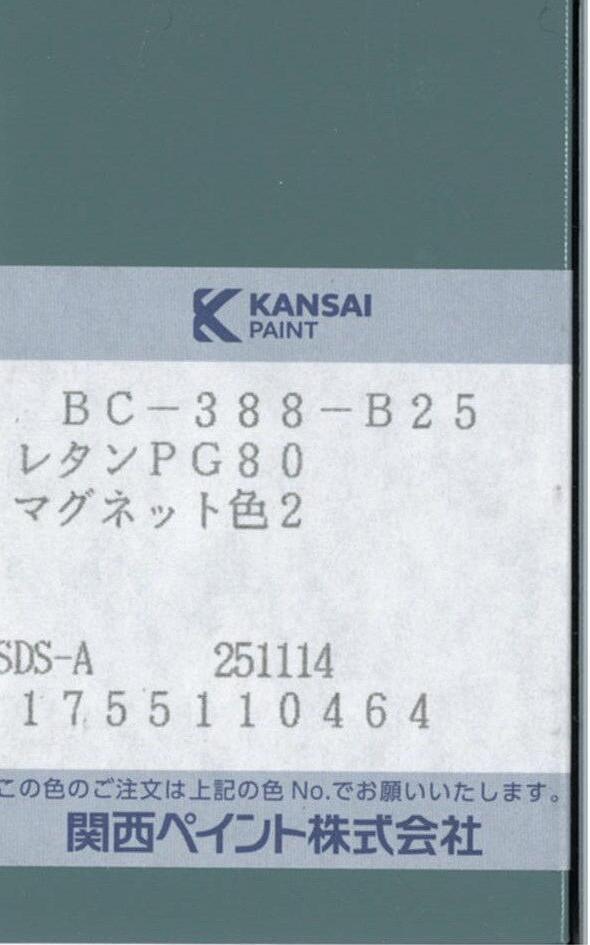 KANSAI
PAINT
BC-388-B25
レタンPG80
マグネット色2
SDS-A 251114
1755110464
この色のご注文は上記の色No.でお願いいたします。
関西ペイント株式会社